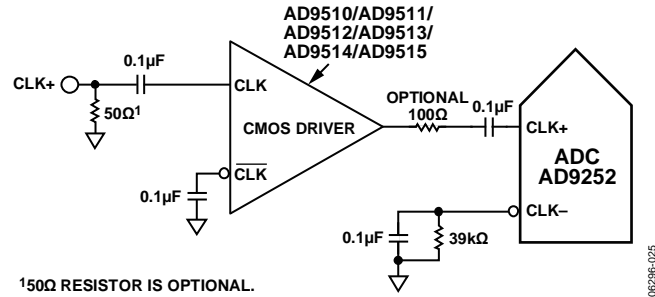 AD9510/AD9511/
AD9512/AD9513/
AD9514/AD9515
0.1µF
CLK+
50Ω1
CLK
CMOS DRIVER
CLK
0.1µF
OPTIONAL
100Ω
0.1µF
CLK+
ADC
AD9252
CLK–
0.1µF
39kΩ
150Ω RESISTOR IS OPTIONAL.
06296-025